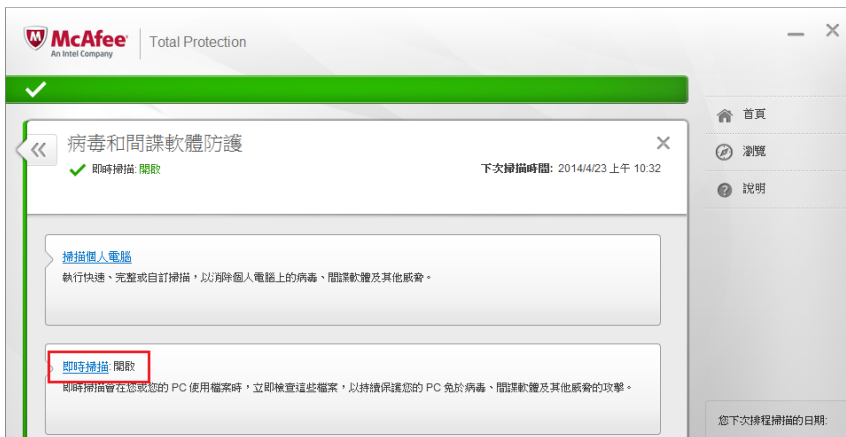 McAfee
An Intel Company
Total Protection
首頁
瀏覽
說明
病毒和間諜軟體防護
即時掃描: 開啟
下次掃描時間: 2014/4/23 上午 10:32
掃描個人電腦
執行快速、完整或自訂掃描，以消除個人電腦上的病毒、間諜軟體及其他威脅。
即時掃描: 開啟
即時掃描會在您或您的 PC 使用檔案時，立即檢查這些檔案，以持續保護您的 PC 免於病毒、間諜軟體及其他威脅的攻擊。
您下次排程掃描的日期: